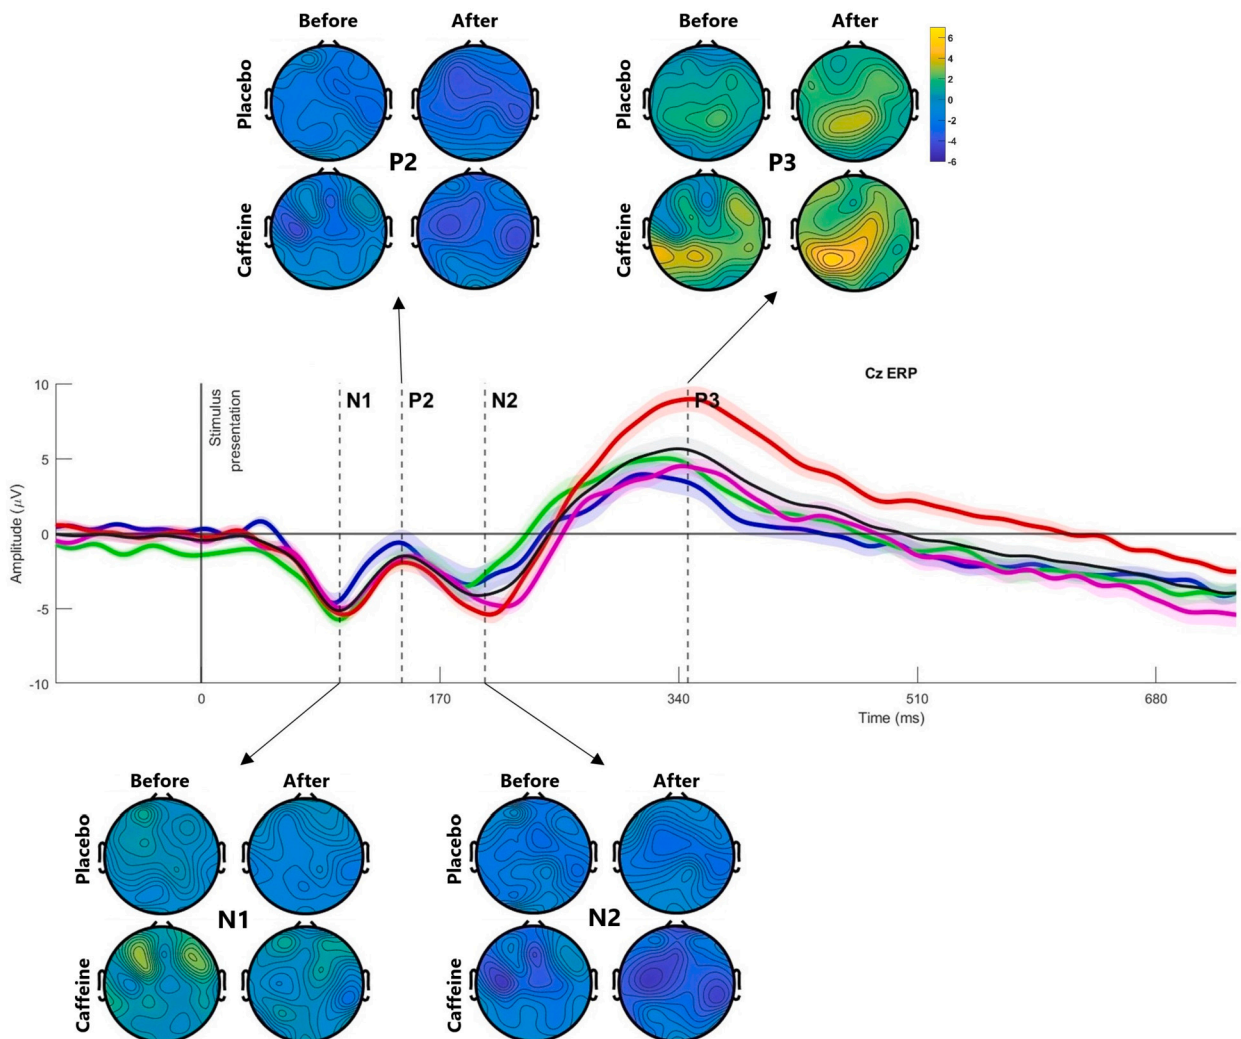 Before After
Placebo
P2
Caffeine
Before After
Placebo
P3
Caffeine
6
4
2
0
-2
-4
-6
Cz ERP
Stimulus
presentation
N1 P2 N2 P3
Amplitude (μV)
10
5
0
-5
-10
0 170 340 510 680
Time (ms)
Before After
Placebo
N1
Caffeine
Before After
Placebo
N2
Caffeine